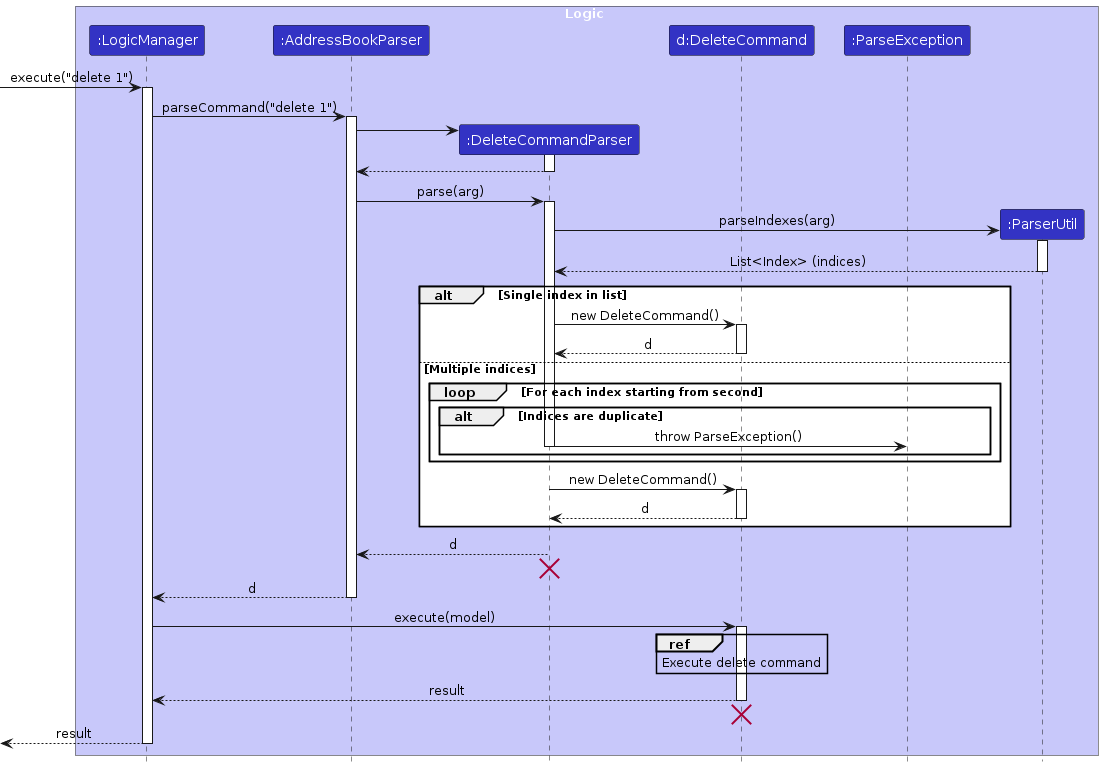 Logic
:LogicManager
:AddressBookParser
d:DeleteCommand
:ParseException
execute("delete 1")
parseCommand("delete 1")
:DeleteCommandParser
parse(arg)
parseIndexes(arg)
:ParserUtil
List<Index> (indices)
alt
[Single index in list]
new DeleteCommand()
d
[Multiple indices]
loop
[For each index starting from second]
alt
[Indices are duplicate]
throw ParseException()
new DeleteCommand()
d
d
d
execute(model)
ref
Execute delete command
result
result